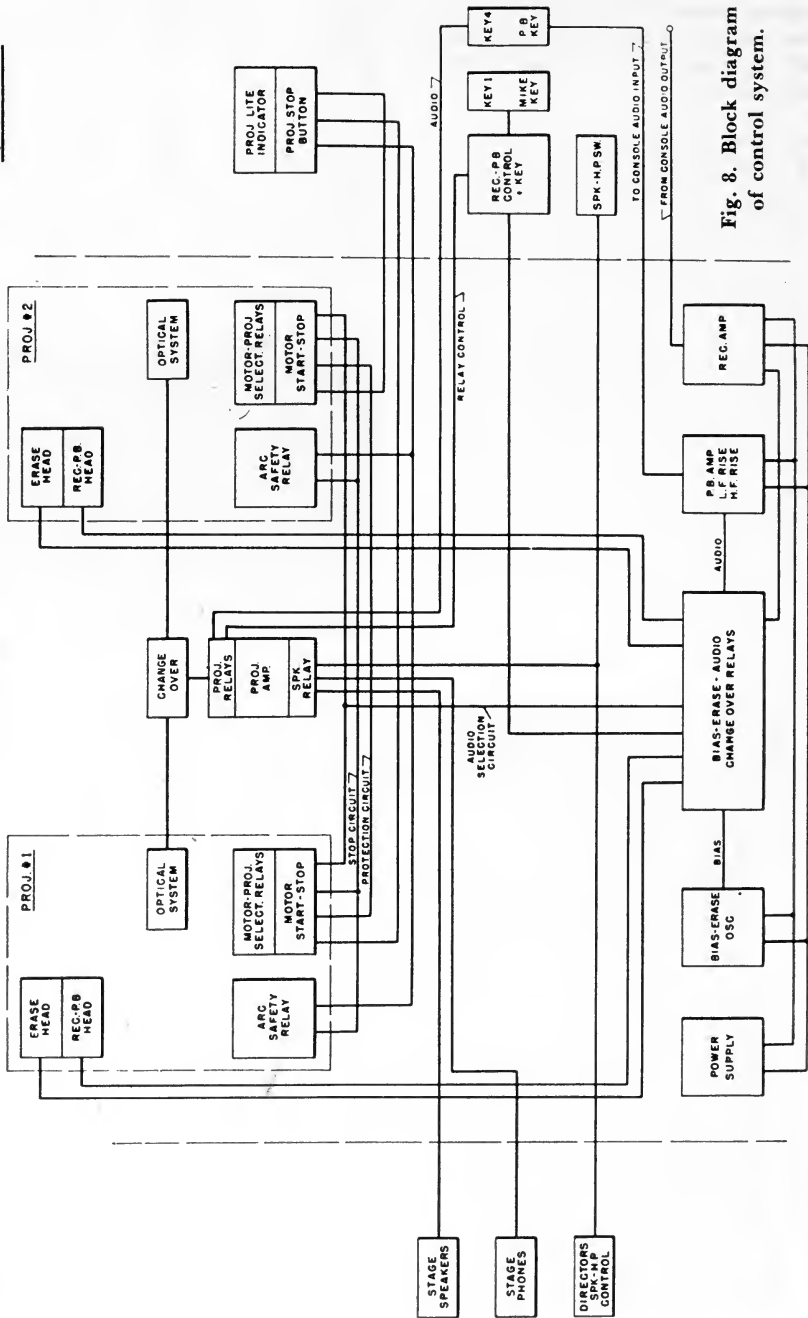 PROJ. #1
ERASE
HEAD
REC-P.B
HEAD
OPTICAL
SYSTEM
ARC
SAFETY
RELAY
MOTOR-PROJ.
SELECT. RELAYS
MOTOR
START-STOP
CHANGE
OVER
PROJ.
RELAYS
PROJ.
AMP.
SPK
RELAY
PROJ #2
ERASE
HEAD
REC-P.B.
HEAD
OPTICAL
SYSTEM
ARC
SAFETY
RELAY
MOTOR-PROJ
SELECT. RELAYS
MOTOR
START-STOP
PROJ LITE
INDICATOR
PROJ STOP
BUTTON
STOP CIRCUIT
PROTECTION CIRCUIT
AUDIO
SELECTION
CIRCUIT
RELAY CONTROL
AUDIO
KEY 4
P.B
KEY
KEY 1
MIKE
KEY
REC.-PB
CONTROL
+ KEY
SPK-H.P. SW.
TO CONSOLE AUDIO INPUT
FROM CONSOLE AUDIO OUTPUT
STAGE
SPEAKERS
STAGE
PHONES
DIRECTORS
SPK-H.P.
CONTROL
POWER
SUPPLY
BIAS-ERASE
OSC
BIAS
BIAS-ERASE-AUDIO
CHANGE OVER RELAYS
AUDIO
P.B. AMP
L.F. RISE
H.F. RISE
REC. AMP
Fig. 8. Block diagram
of control system.